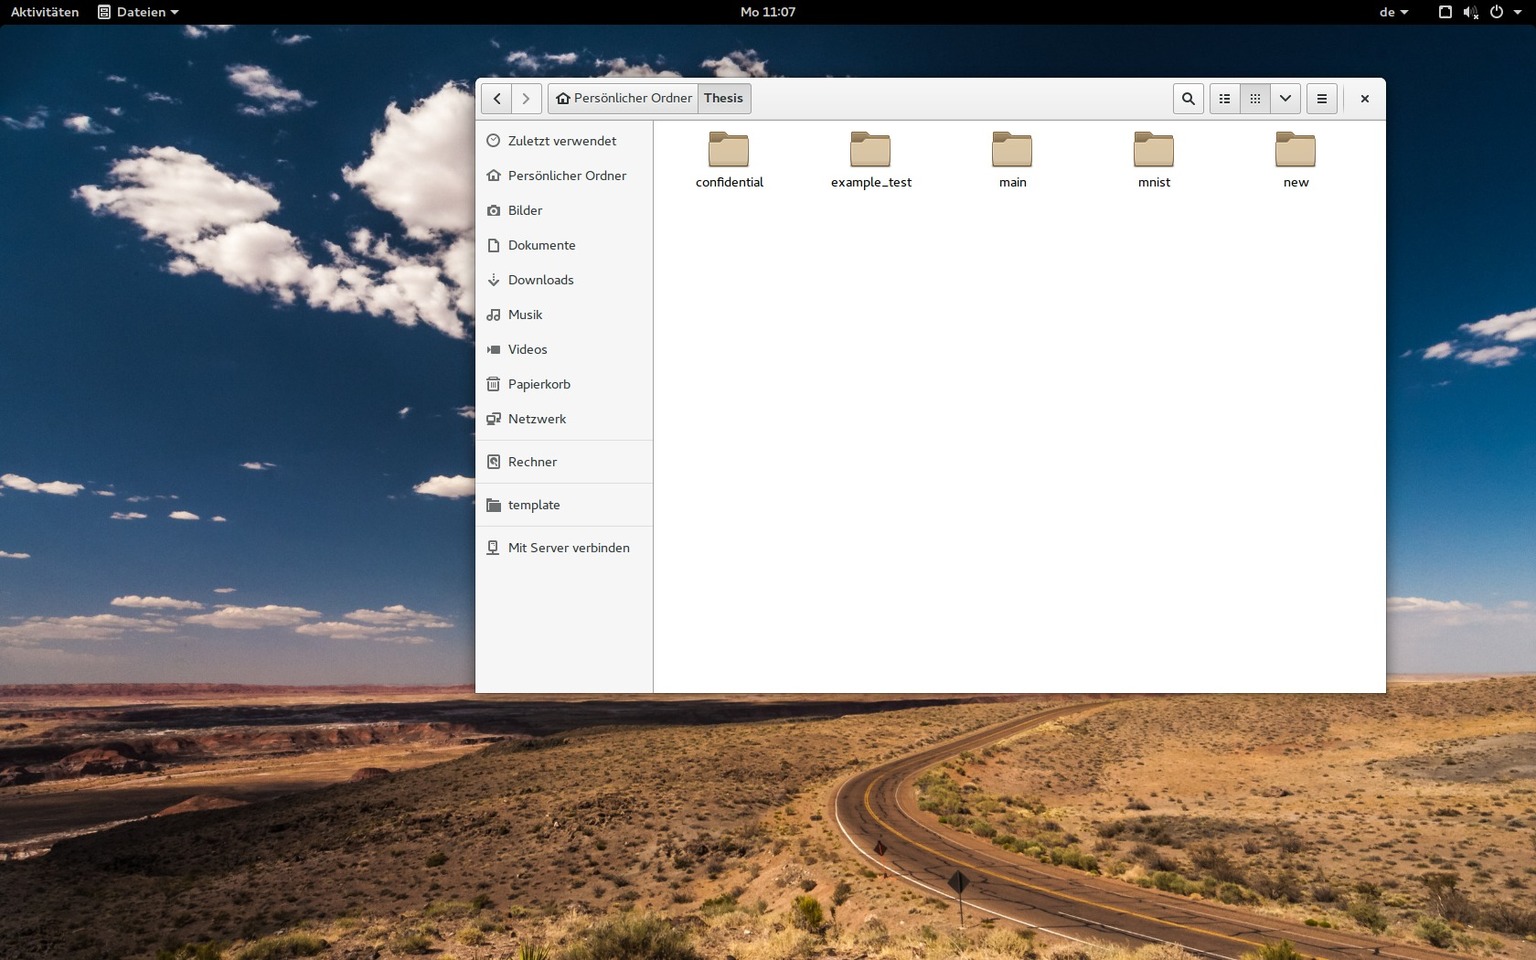 Aktivitäten Dateien Mo 11:07 de
Persönlicher Ordner Thesis
Zuletzt verwendet
Persönlicher Ordner
Bilder
Dokumente
Downloads
Musik
Videos
Papierkorb
Netzwerk
Rechner
template
Mit Server verbinden
confidential example_test main mnist new